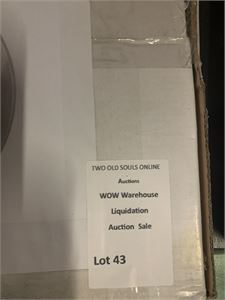 TWO OLD SOULS ONLINE
Auctions
WOW Warehouse
Liquidation
Auction Sale
Lot 43